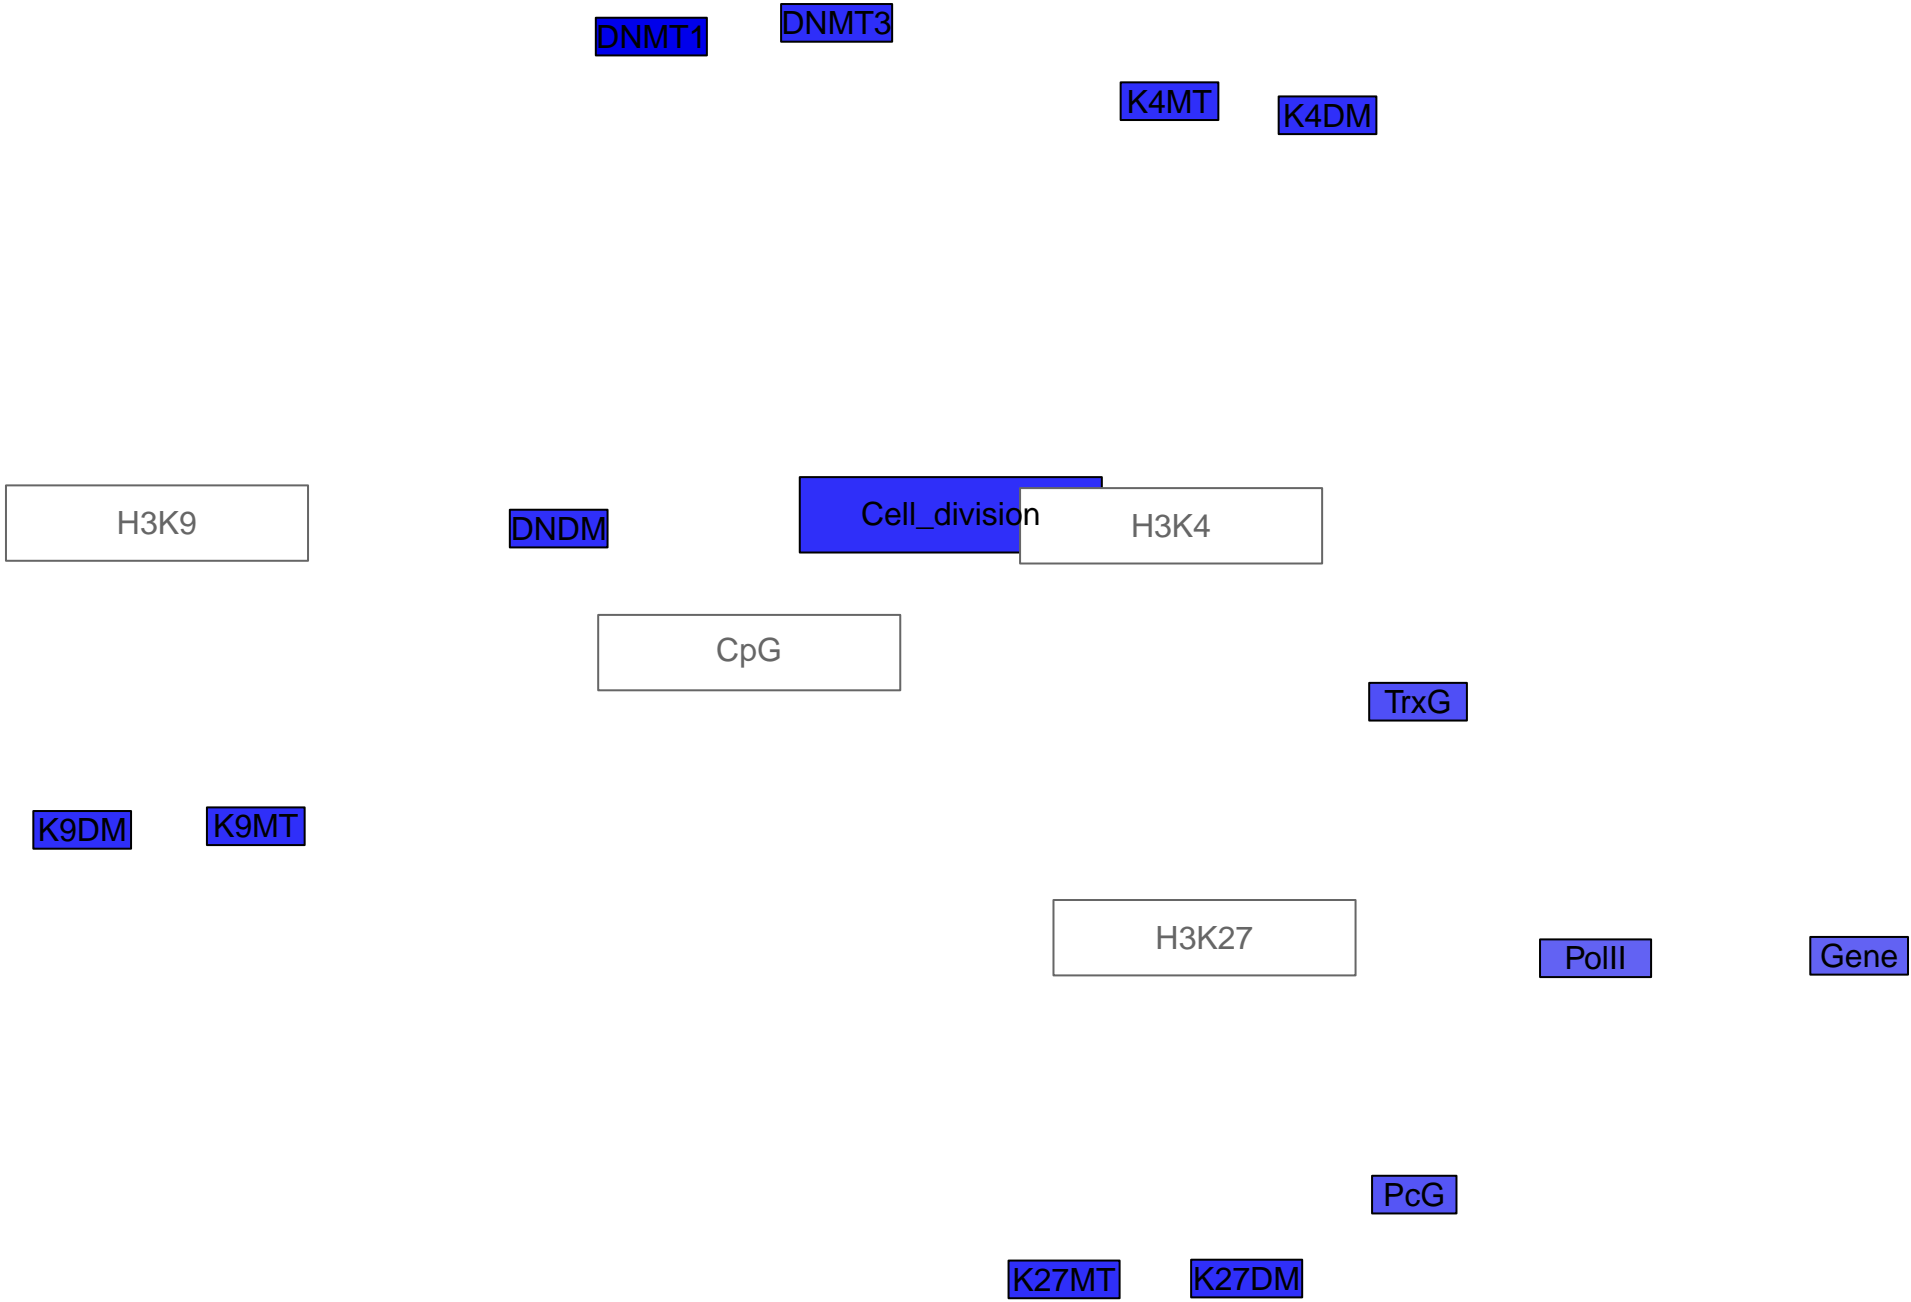 DNMT1
DNMT3
K4MT
K4DM
H3K9
DNDM
Cell_division
H3K4
CpG
TrxG
K9DM
K9MT
H3K27
PolII
Gene
PcG
K27MT
K27DM